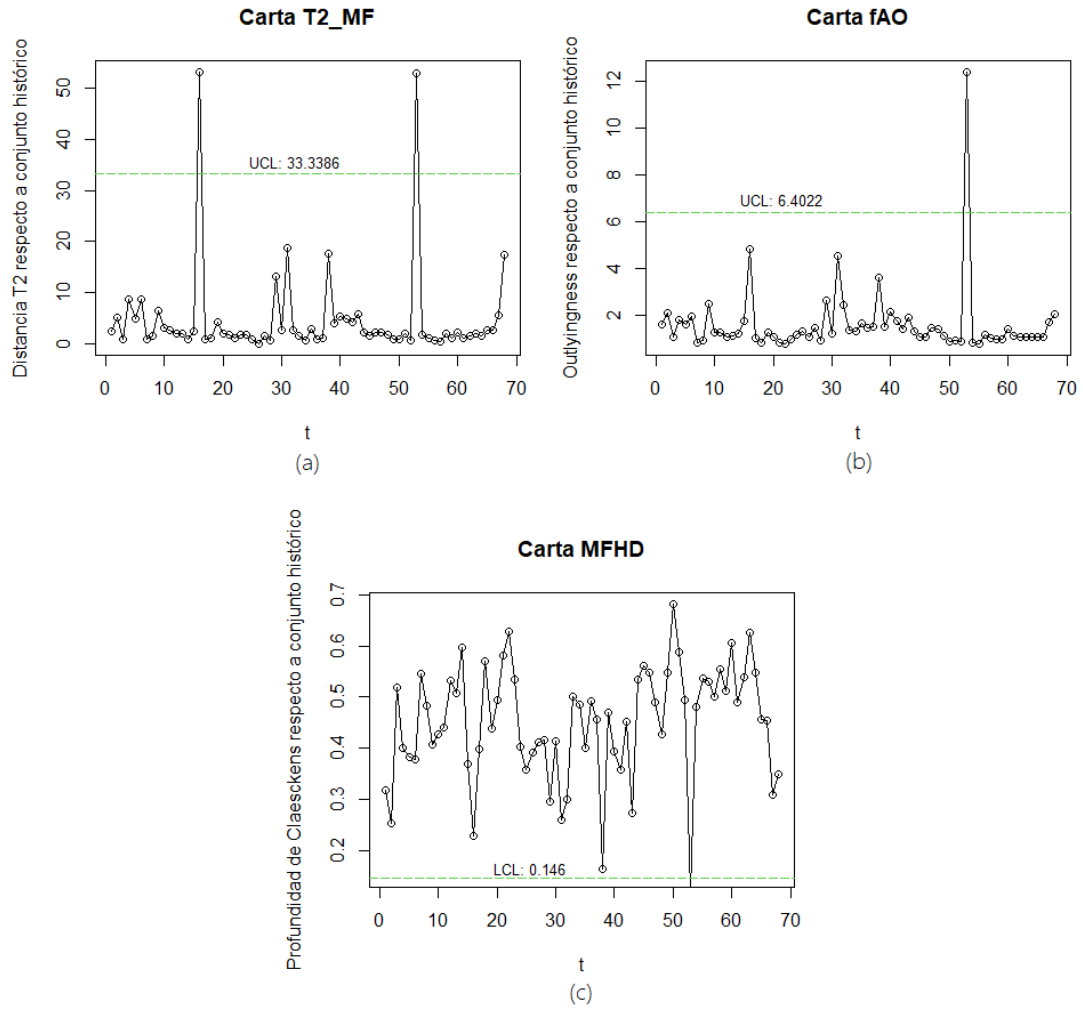 Carta T2_MF
Distancia T2 respecto a conjunto histórico
50
40
30
20
10
0
UCL: 33.3386
0 10 20 30 40 50 60 70
t
(a)
Carta fAO
Outlyingness respecto a conjunto histórico
12
10
8
6
4
2
UCL: 6.4022
0 10 20 30 40 50 60 70
t
(b)
Carta MFHD
Profundidad de Claesckens respecto a conjunto histórico
0.7
0.6
0.5
0.4
0.3
0.2
LCL: 0.146
0 10 20 30 40 50 60 70
t
(c)